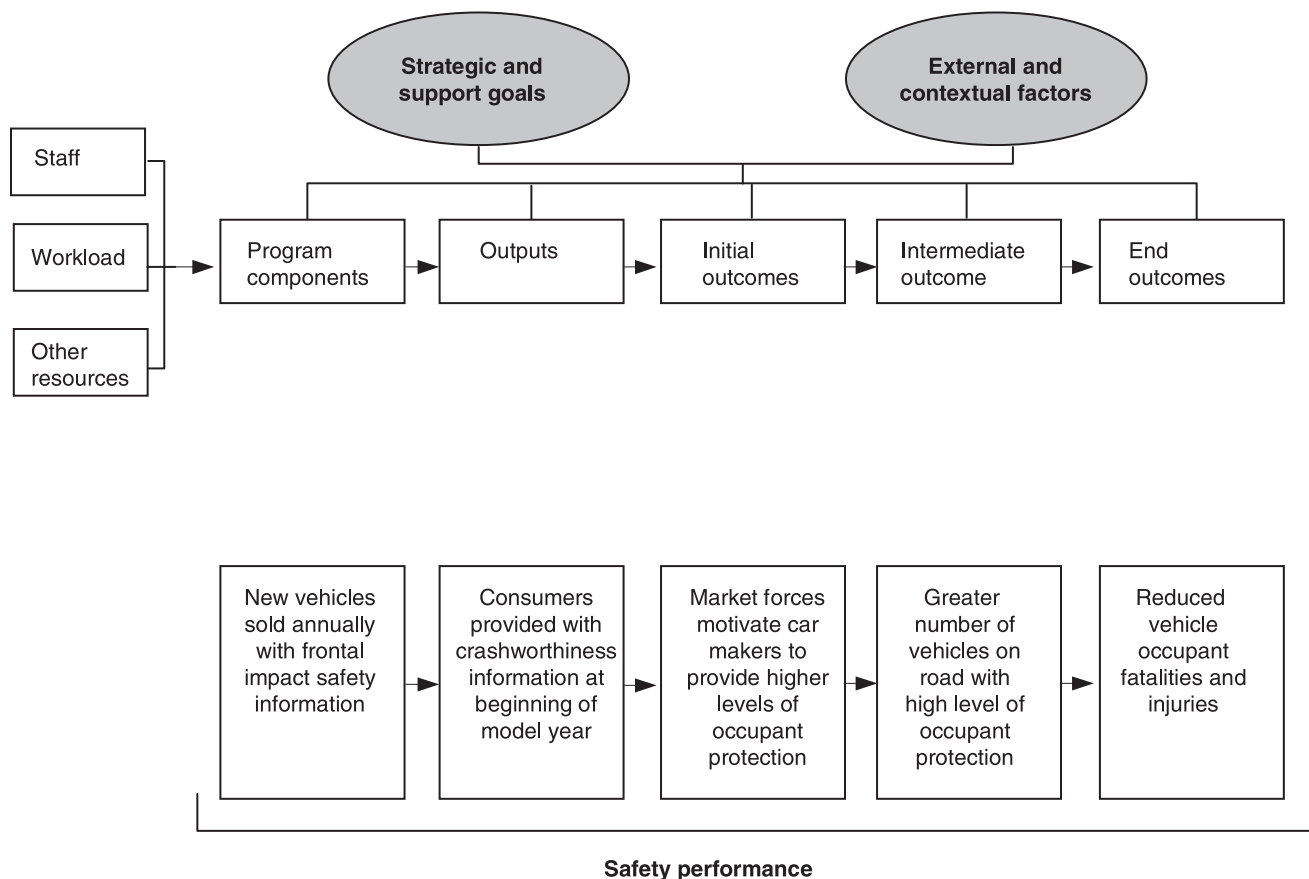 Strategic and
support goals
External and
contextual factors
Staff
Workload
Other
resources
Program
components
Outputs
Initial
outcomes
Intermediate
outcome
End
outcomes
New vehicles
sold annually
with frontal
impact safety
information
Consumers
provided with
crashworthiness
information at
beginning of
model year
Market forces
motivate car
makers to
provide higher
levels of
occupant
protection
Greater
number of
vehicles on
road with
high level of
occupant
protection
Reduced
vehicle
occupant
fatalities and
injuries
Safety performance